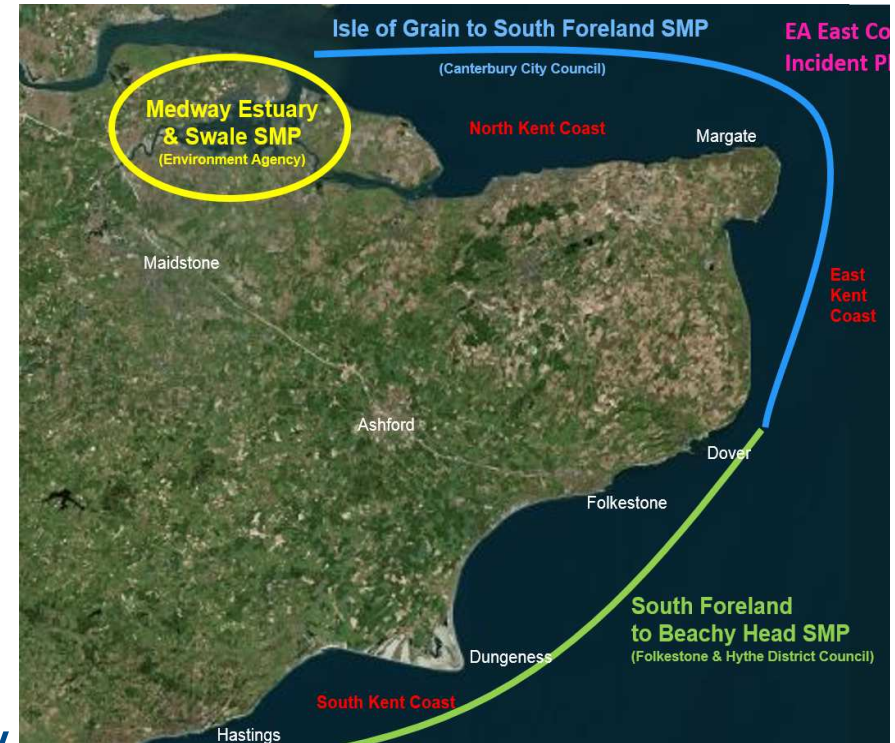 Isle of Grain to South Foreland SMP
(Canterbury City Council)
EA East Co
Incident Pl
Medway Estuary
& Swale SMP
(Environment Agency)
North Kent Coast
Margate
Maidstone
East
Kent
Coast
Ashford
Dover
Folkestone
South Foreland
to Beachy Head SMP
(Folkestone & Hythe District Council)
Dungeness
South Kent Coast
Hastings